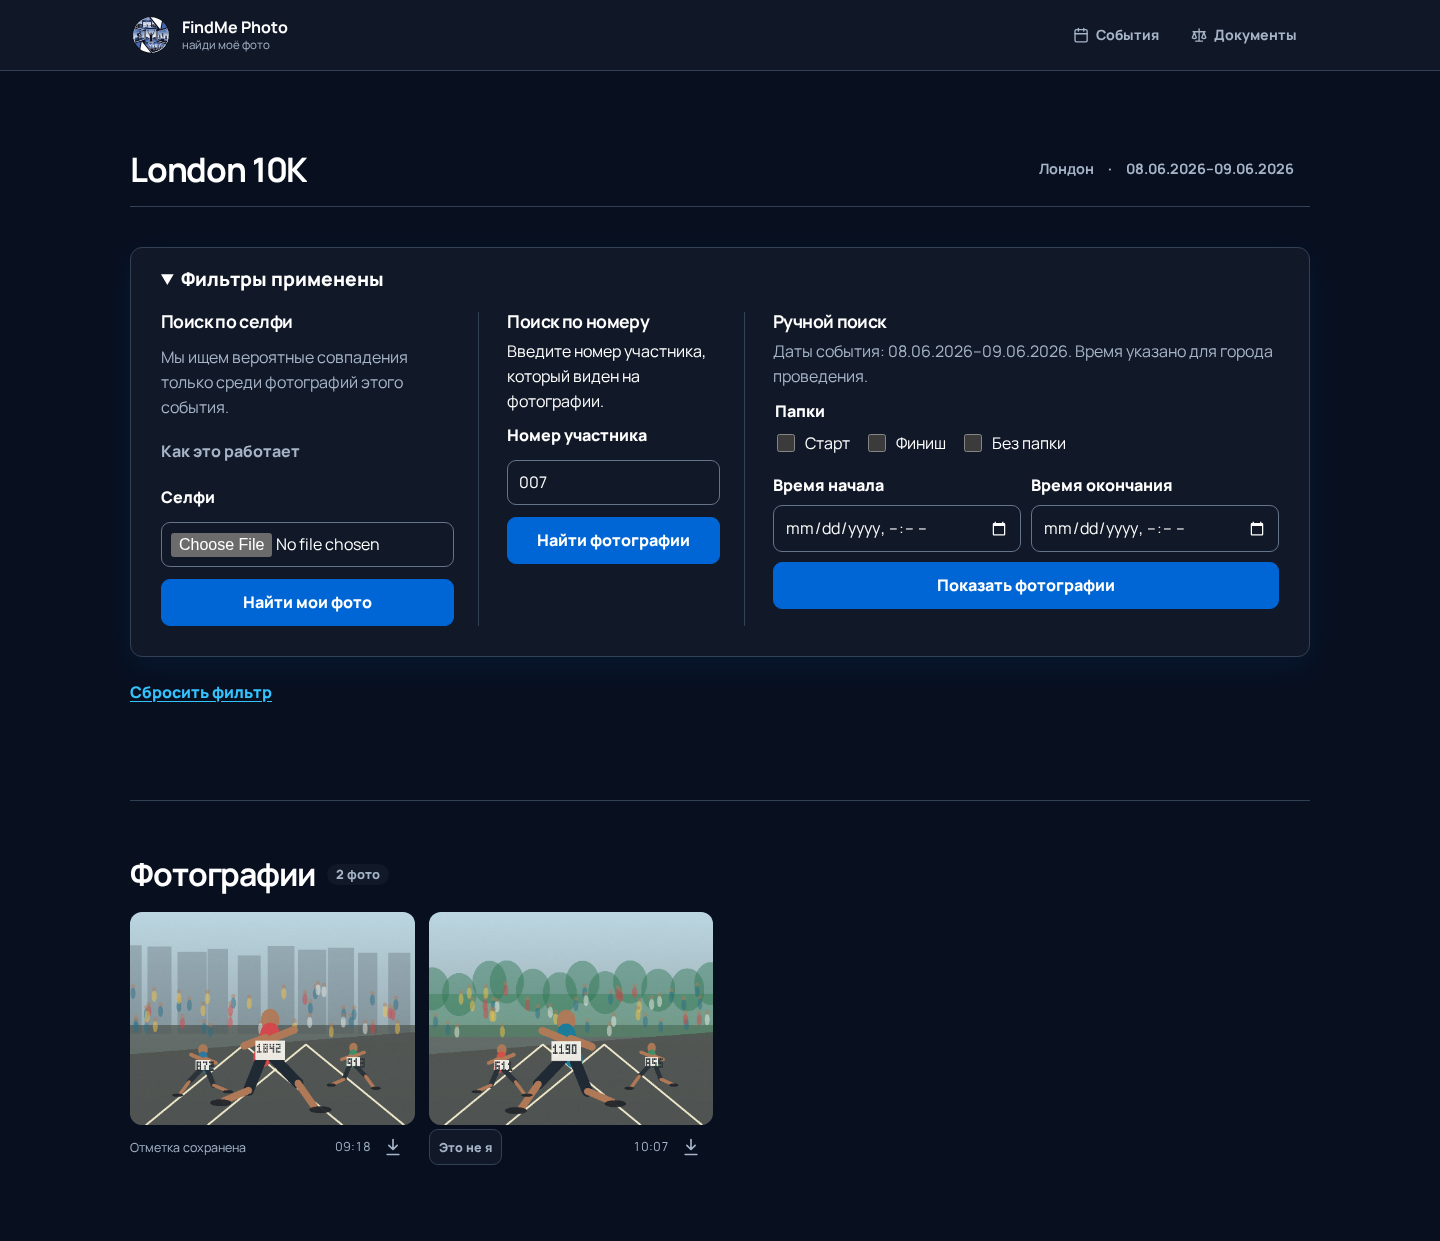 FindMe Photo
найди моё фото
События
Документы
London 10K
Лондон · 08.06.2026–09.06.2026
▼ Фильтры применены
Поиск по селфи
Мы ищем вероятные совпадения
только среди фотографий этого
события.
Как это работает
Селфи
Choose File No file chosen
Найти мои фото
Поиск по номеру
Введите номер участника,
который виден на
фотографии.
Номер участника
007
Найти фотографии
Ручной поиск
Даты события: 08.06.2026–09.06.2026. Время указано для города
проведения.
Папки
Старт Финиш Без папки
Время начала Время окончания
mm/dd/yyyy, --:-- -- mm/dd/yyyy, --:-- --
Показать фотографии
Сбросить фильтр
Фотографии 2 фото
1842
1190
Отметка сохранена 09:18
Это не я 10:07